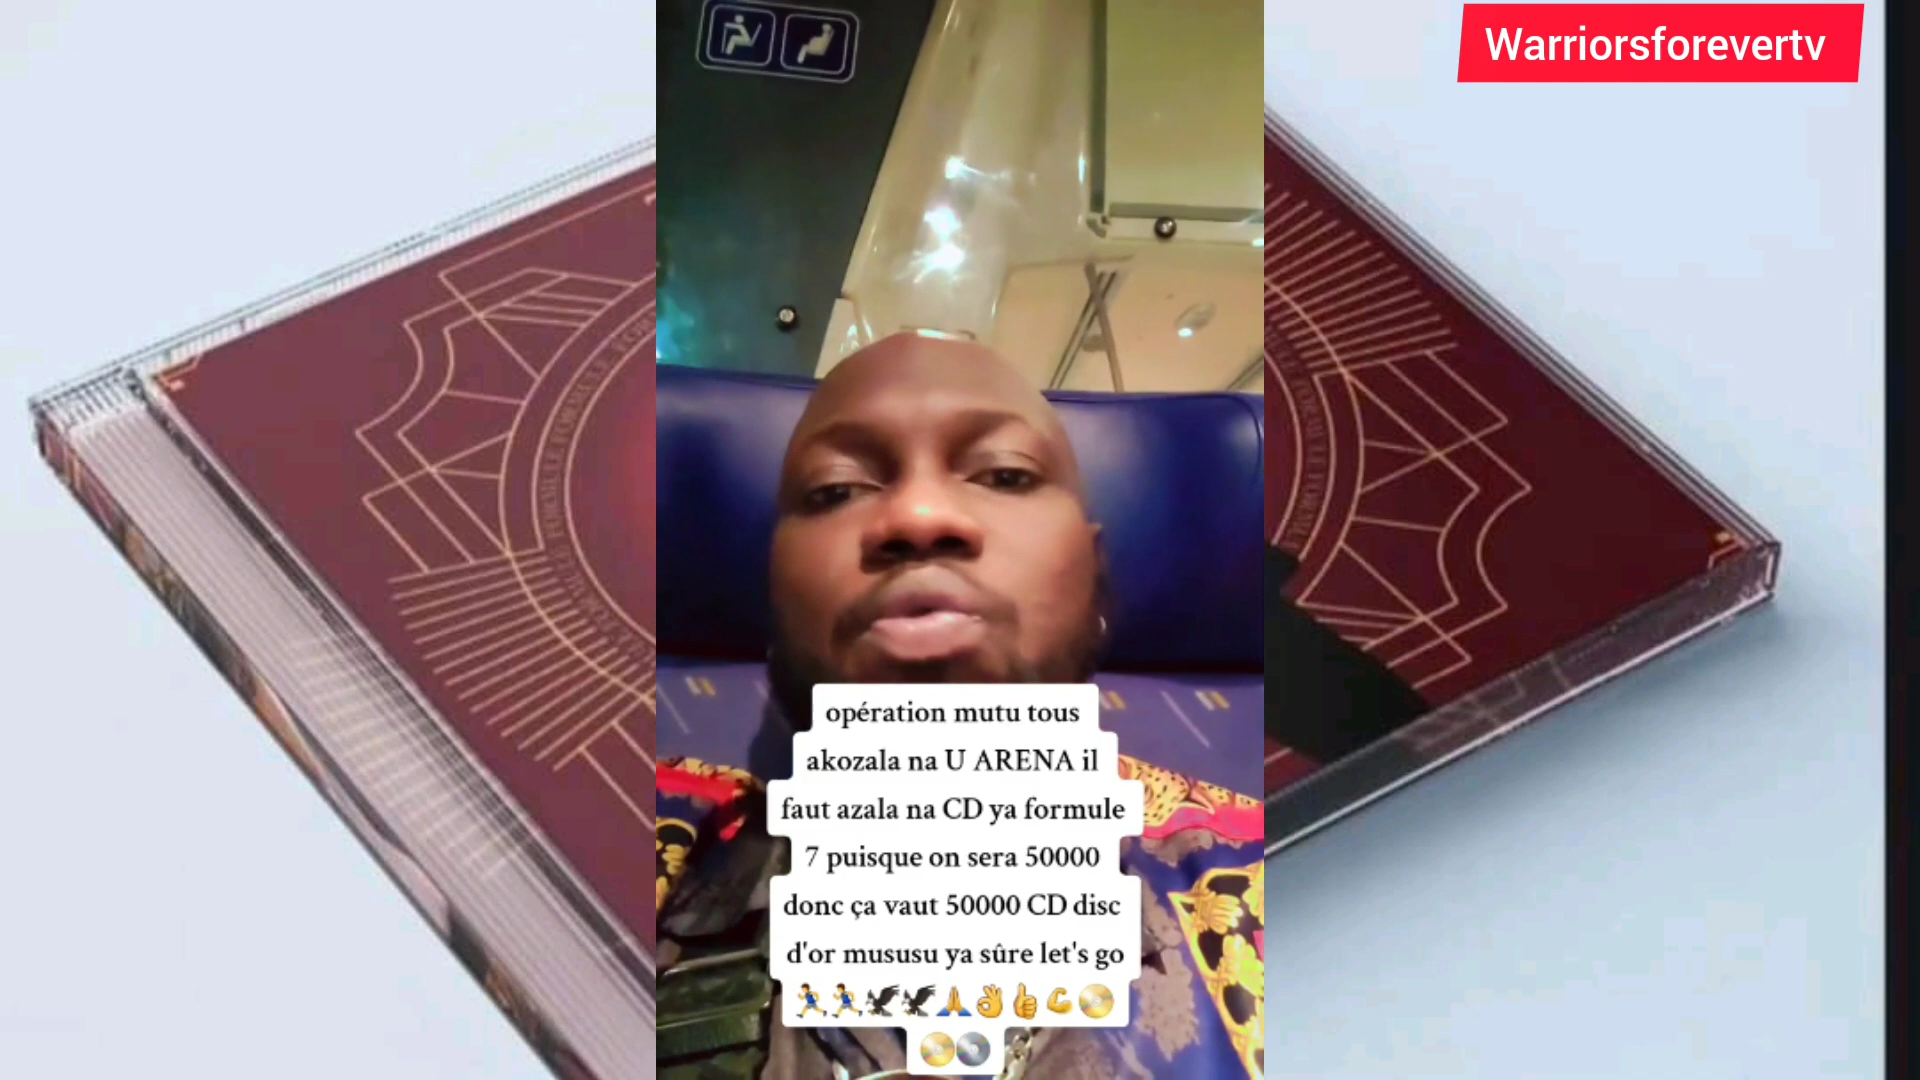 Warriorsforevertv
opération mutu tous
akozala na U ARENA il
faut azala na CD ya formule
7 puisque on sera 50000
donc ça vaut 50000 CD disc
d'or mususu ya sûre let's go
🏃🏃🦅🦅🙏👌👍💪📀
📀💿